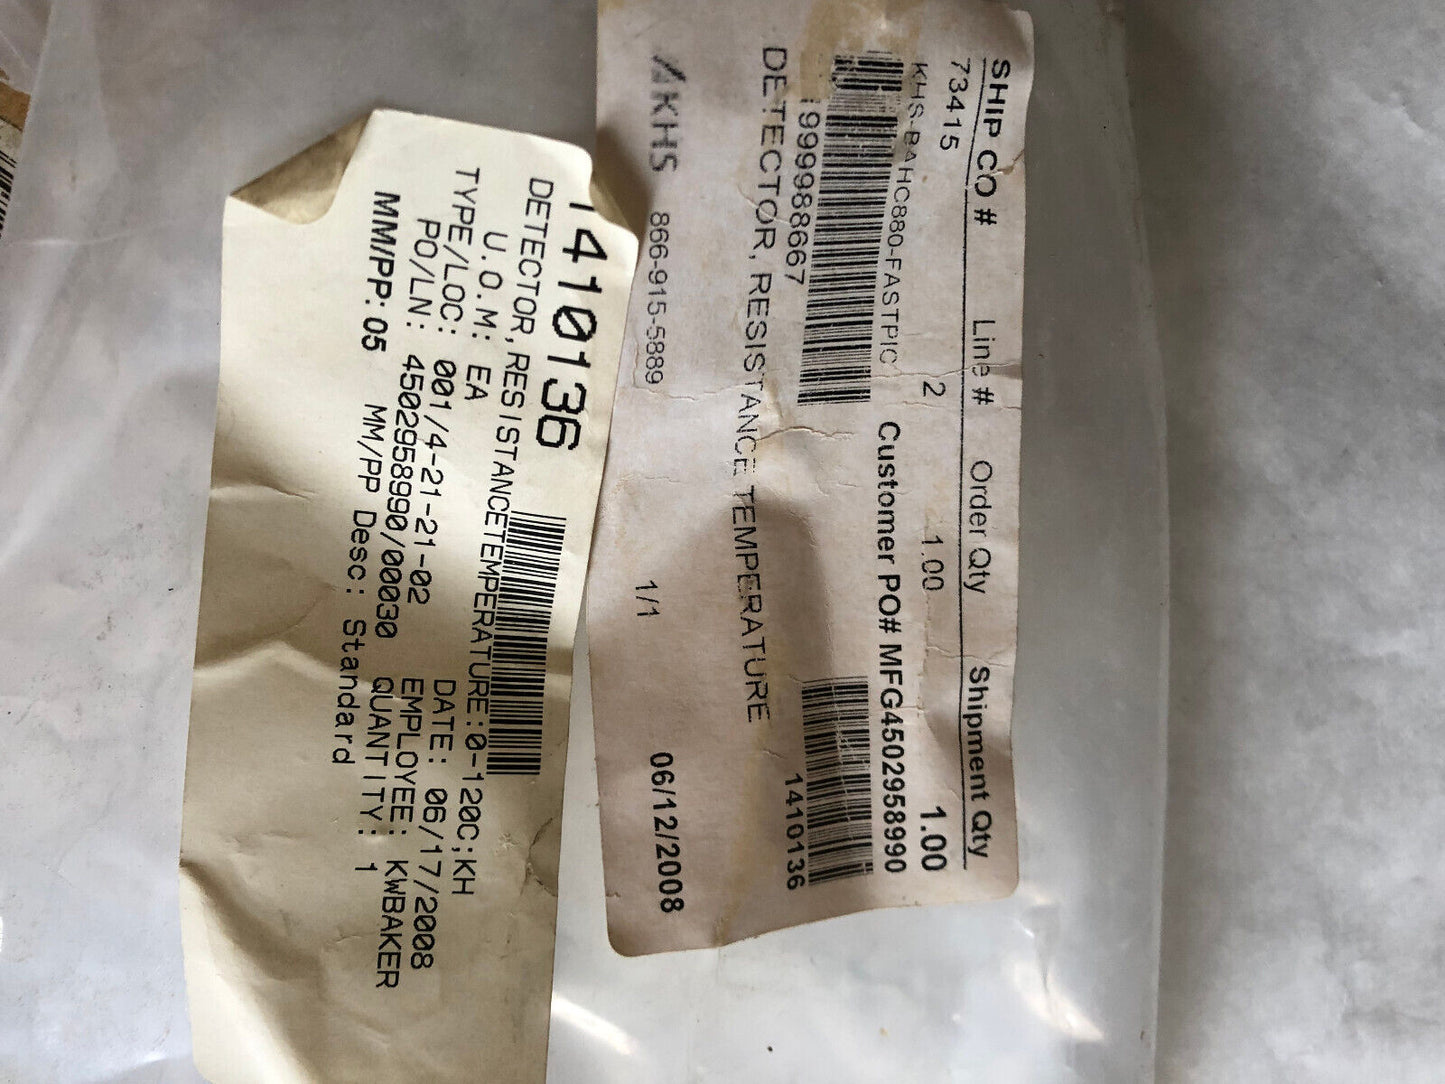 1410136
DETECTOR,RESISTANCETEMPERATURE:0-120C;KH
U.O.M: EA
TYPE/LOC: 001/4-21-21-02 DATE: 06/17/2008
PO/LN: 4502958990/00030 EMPLOYEE: KWBAKER
MM/PP: 05 MM/PP Desc: Standard QUANTITY: 1
SHIP CO # Line # Order Qty Shipment Qty
73415 2 1.00 1.00
KHS-BAHC880-FASTPIC Customer PO# MFG4502958990
199998667 1410136
DETECTOR, RESISTANCE TEMPERATURE
KHS 866-915-5889 1/1 06/12/2008